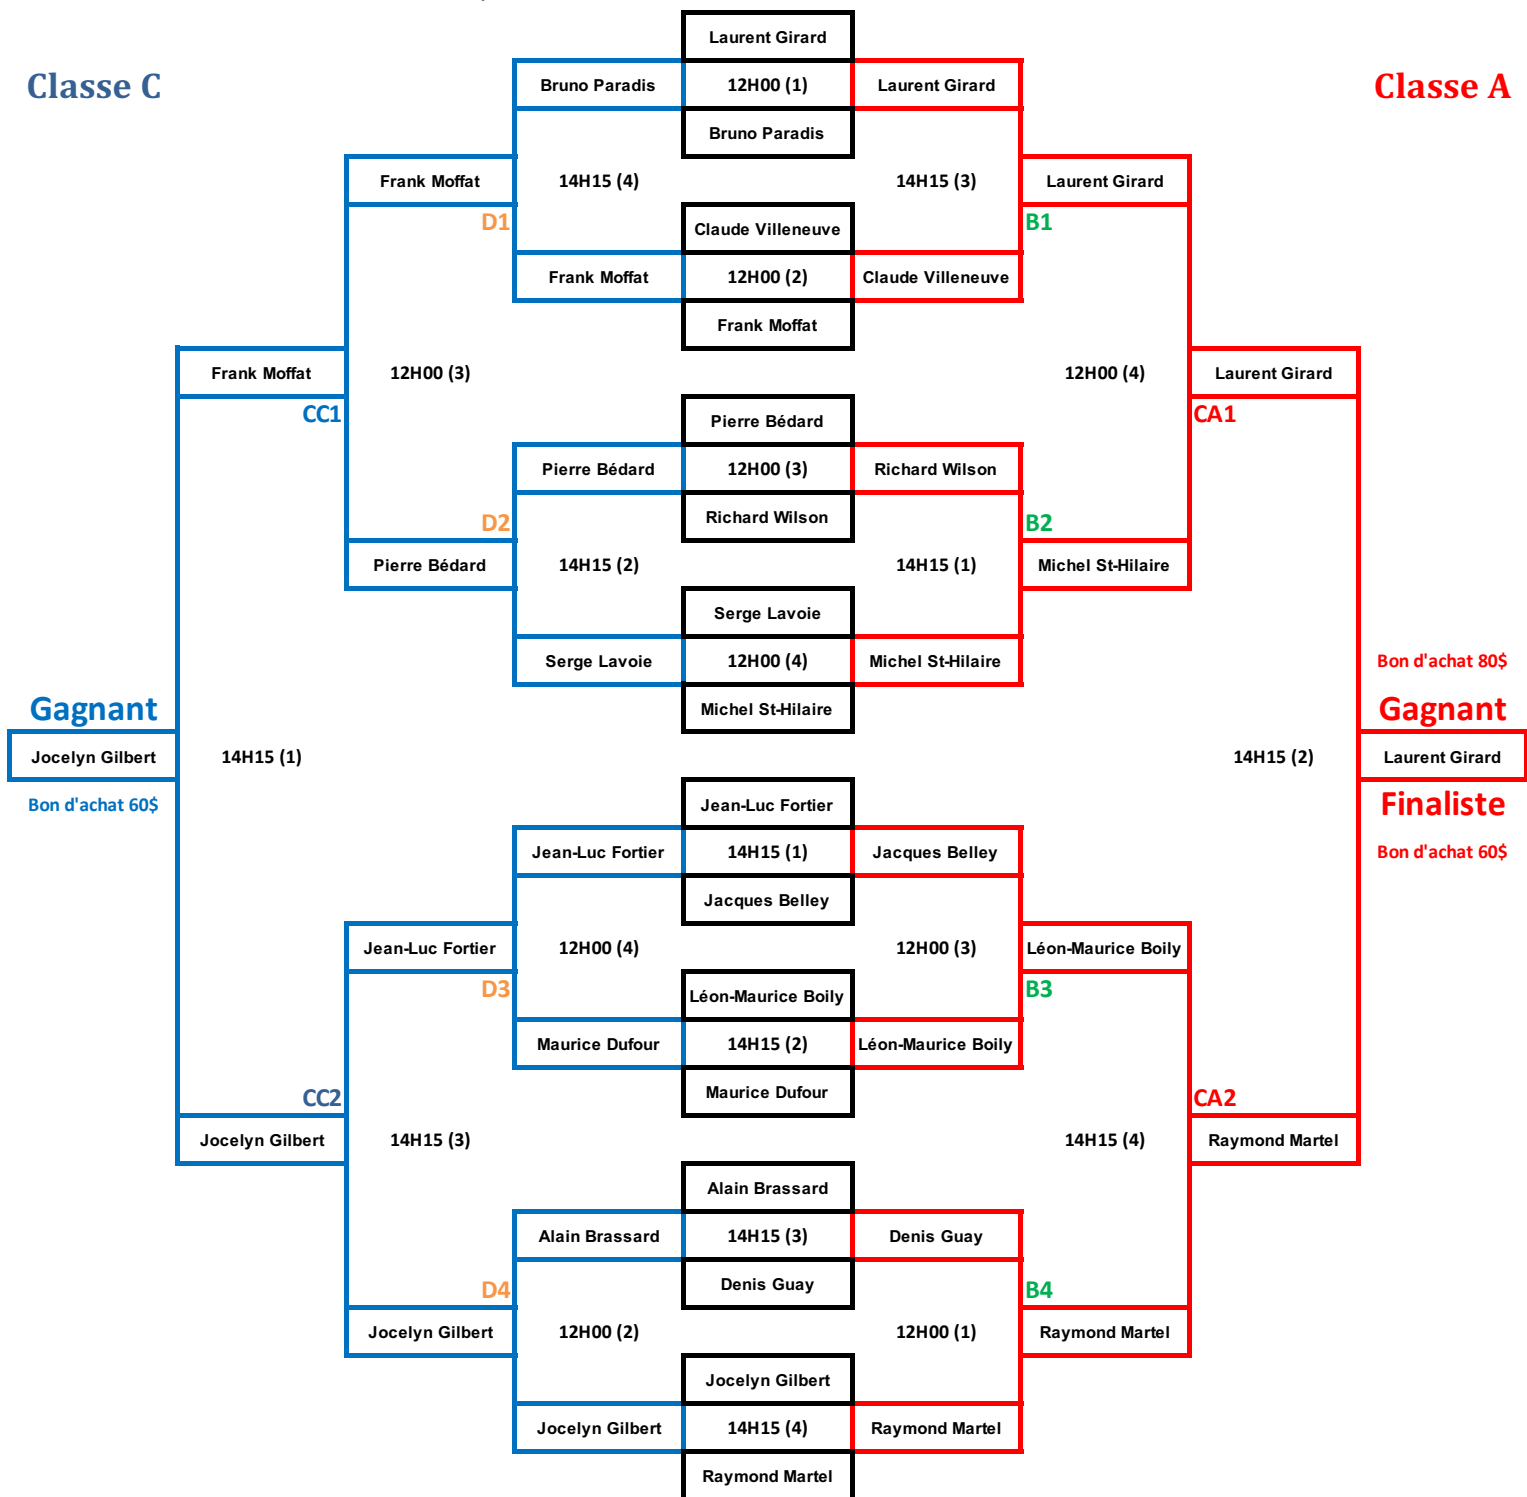 Laurent Girard
Classe C
Bruno Paradis
12H00 (1)
Laurent Girard
Classe A
Bruno Paradis
Frank Moffat
14H15 (4)
14H15 (3)
Laurent Girard
D1
Claude Villeneuve
B1
Frank Moffat
12H00 (2)
Claude Villeneuve
Frank Moffat
Frank Moffat
12H00 (3)
12H00 (4)
Laurent Girard
CC1
Pierre Bédard
CA1
Pierre Bédard
12H00 (3)
Richard Wilson
D2
Richard Wilson
B2
Pierre Bédard
14H15 (2)
14H15 (1)
Michel St-Hilaire
Serge Lavoie
Serge Lavoie
12H00 (4)
Michel St-Hilaire
Bon d'achat 80$
Gagnant
Michel St-Hilaire
Gagnant
Jocelyn Gilbert
14H15 (1)
14H15 (2)
Laurent Girard
Bon d'achat 60$
Jean-Luc Fortier
Finaliste
Jean-Luc Fortier
14H15 (1)
Jacques Belley
Bon d'achat 60$
Jacques Belley
Jean-Luc Fortier
12H00 (4)
12H00 (3)
Léon-Maurice Boily
D3
Léon-Maurice Boily
B3
Maurice Dufour
14H15 (2)
Léon-Maurice Boily
CC2
Maurice Dufour
CA2
Jocelyn Gilbert
14H15 (3)
14H15 (4)
Raymond Martel
Alain Brassard
Alain Brassard
14H15 (3)
Denis Guay
D4
Denis Guay
B4
Jocelyn Gilbert
12H00 (2)
12H00 (1)
Raymond Martel
Jocelyn Gilbert
Jocelyn Gilbert
14H15 (4)
Raymond Martel
Raymond Martel